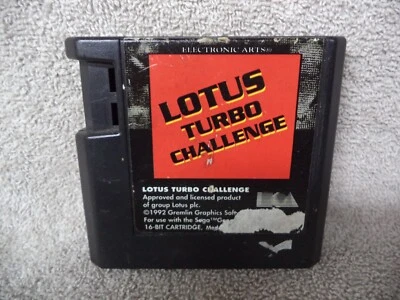 ELECTRONIC ARTS®
LOTUS
TURBO
CHALLENGE
LOTUS TURBO CHALLENGE
Approved and licensed product
of group Lotus plc.
©1992 Gremlin Graphics
For use with the Sega™
16-BIT CARTRIDGE.